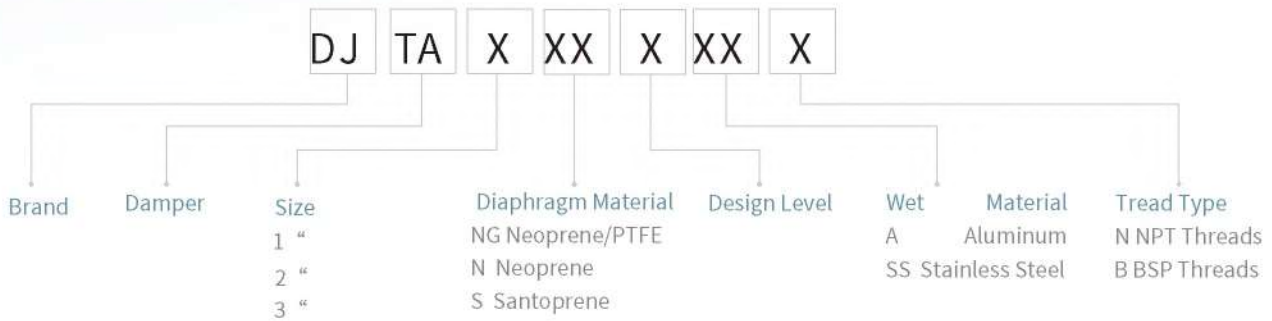 DJ TA X XX X XX X
Brand
Damper
Size
1 “
2 “
3 “
Diaphragm Material
NG Neoprene/PTFE
N Neoprene
S Santoprene
Design Level
Wet Material
A Aluminum
SS Stainless Steel
Tread Type
N NPT Threads
B BSP Threads